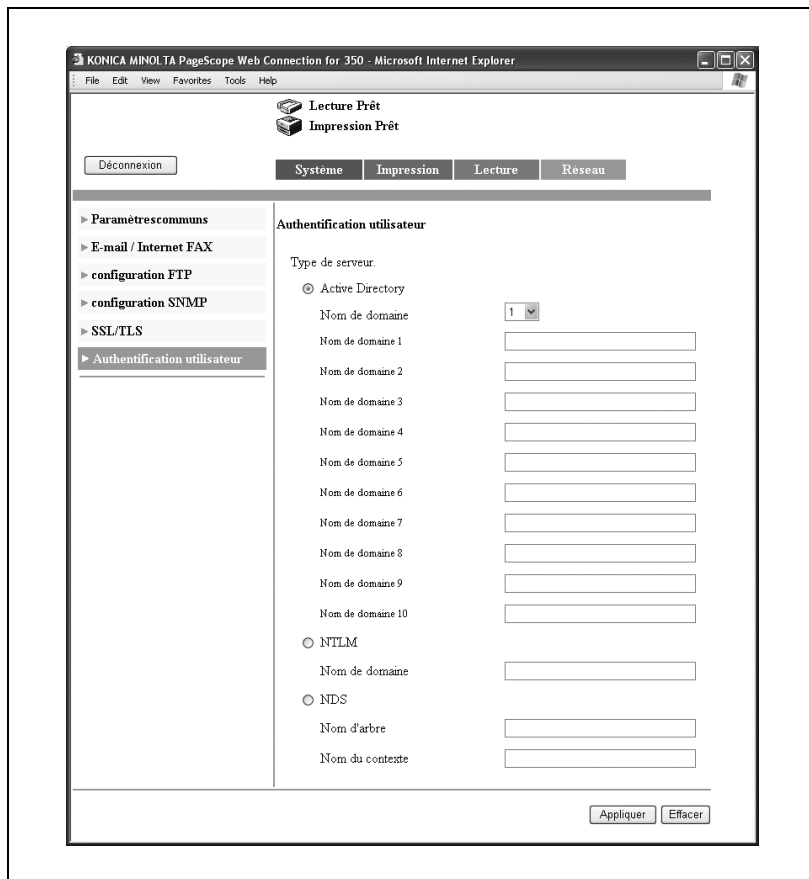 KONICA MINOLTA PageScope Web Connection for 350 - Microsoft Internet Explorer
File Edit View Favorites Tools Help
Lecture Prêt
Impression Prêt
Déconnexion
Système Impression Lecture Réseau
Paramètrescommuns
E-mail / Internet FAX
configuration FTP
configuration SNMP
SSL/TLS
Authentification utilisateur
Authentification utilisateur
Type de serveur.
Active Directory
Nom de domaine 1
Nom de domaine 1
Nom de domaine 2
Nom de domaine 3
Nom de domaine 4
Nom de domaine 5
Nom de domaine 6
Nom de domaine 7
Nom de domaine 8
Nom de domaine 9
Nom de domaine 10
NTLM
Nom de domaine
NDS
Nom d'arbre
Nom du contexte
Appliquer Effacer